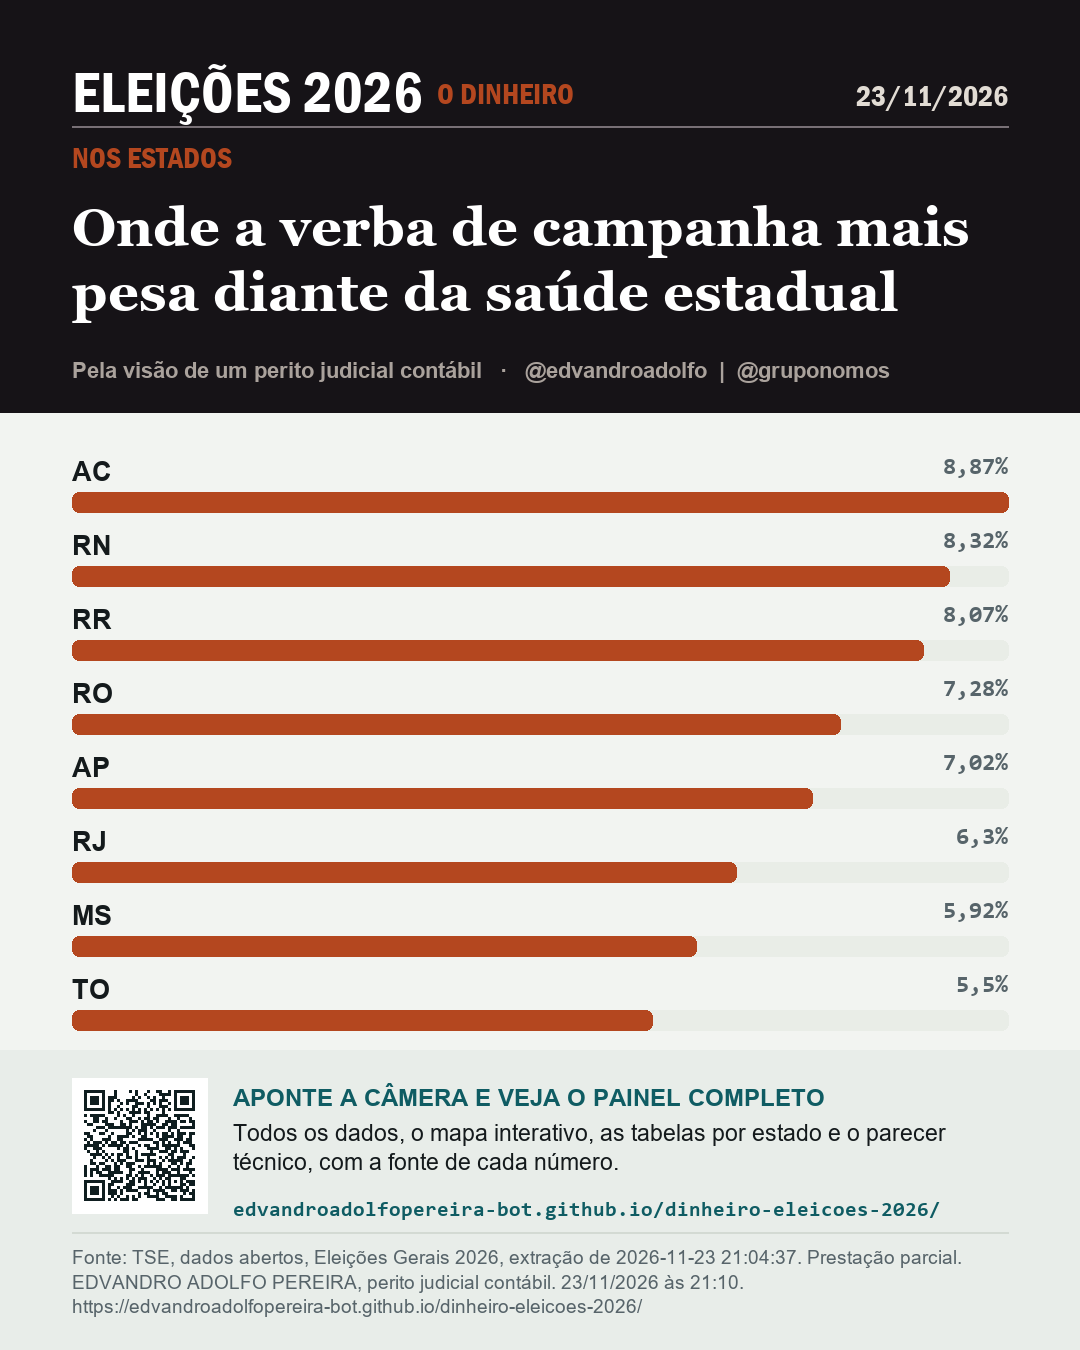 ELEIÇÕES 2026 O DINHEIRO 23/11/2026
NOS ESTADOS
Onde a verba de campanha mais
pesa diante da saúde estadual
Pela visão de um perito judicial contábil · @edvandroadolfo | @gruponomos
AC 8,87%
RN 8,32%
RR 8,07%
RO 7,28%
AP 7,02%
RJ 6,3%
MS 5,92%
TO 5,5%
APONTE A CÂMERA E VEJA O PAINEL COMPLETO
Todos os dados, o mapa interativo, as tabelas por estado e o parecer
técnico, com a fonte de cada número.
edvandroadolfopereira-bot.github.io/dinheiro-eleicoes-2026/
Fonte: TSE, dados abertos, Eleições Gerais 2026, extração de 2026-11-23 21:04:37. Prestação parcial.
EDVANDRO ADOLFO PEREIRA, perito judicial contábil. 23/11/2026 às 21:10.
https://edvandroadolfopereira-bot.github.io/dinheiro-eleicoes-2026/